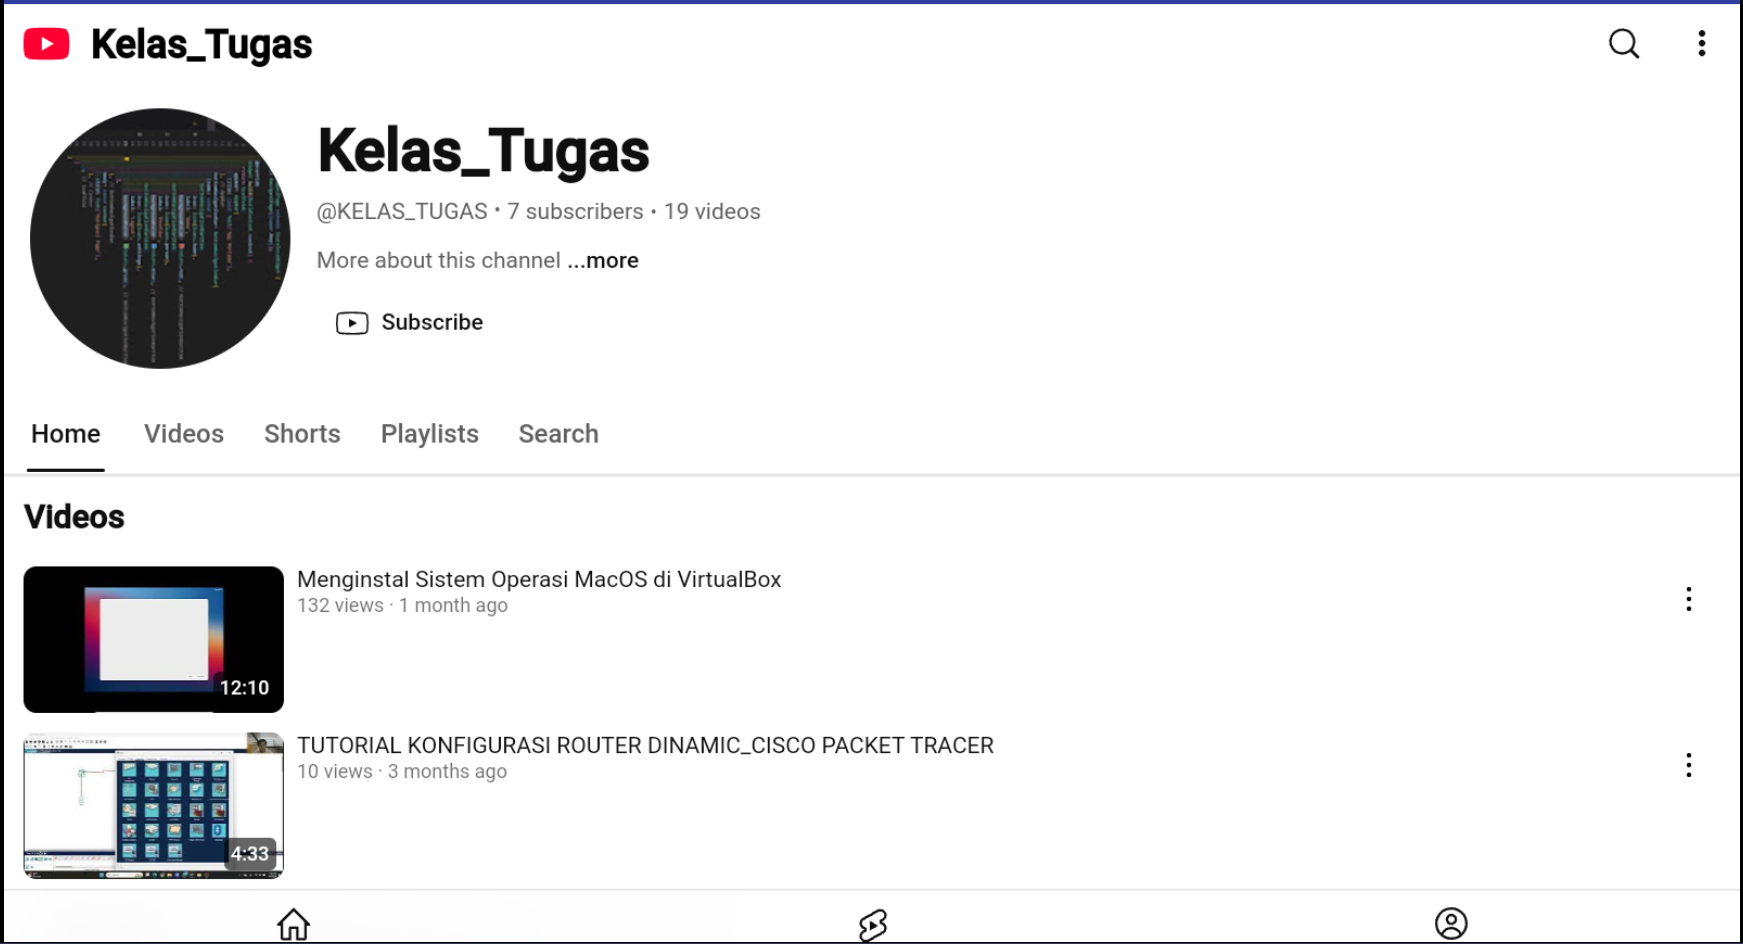 Kelas_Tugas
Kelas_Tugas
@KELAS_TUGAS • 7 subscribers • 19 videos
More about this channel ...more
Subscribe
Home Videos Shorts Playlists Search
Videos
Menginstal Sistem Operasi MacOS di VirtualBox
132 views · 1 month ago
12:10
TUTORIAL KONFIGURASI ROUTER DINAMIC_CISCO PACKET TRACER
10 views · 3 months ago
4:33